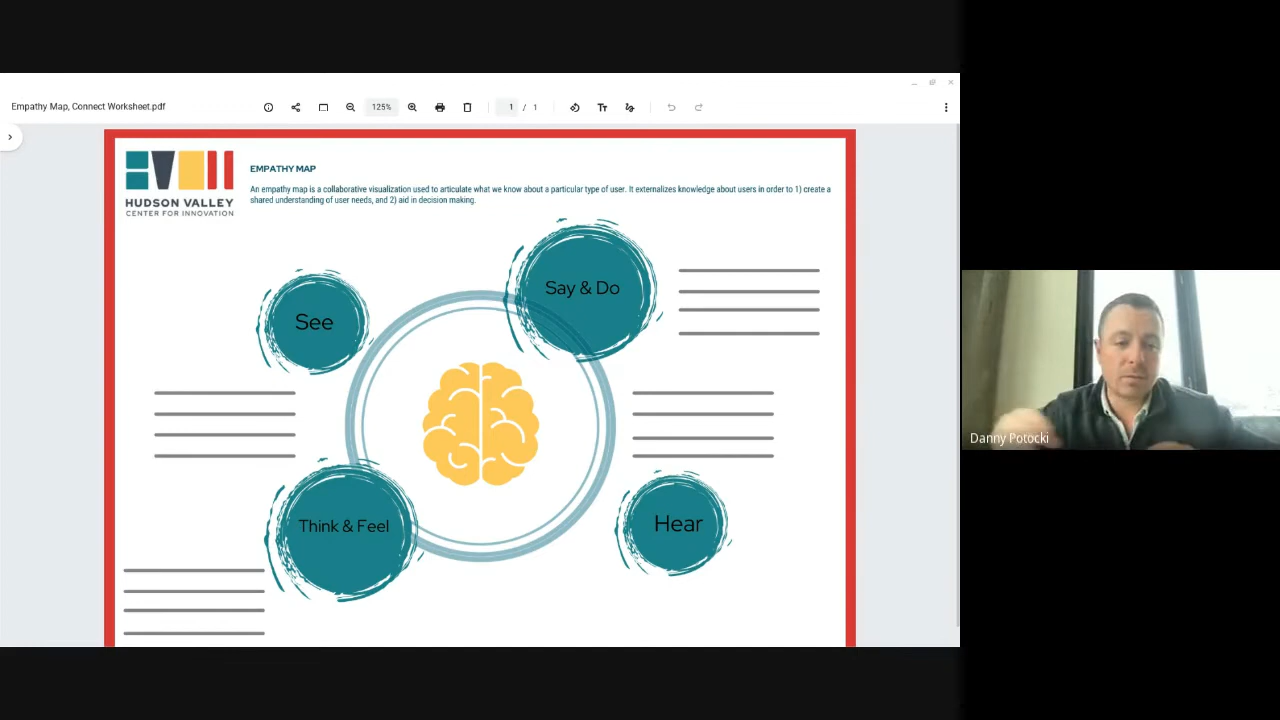 Empathy Map, Connect Worksheet.pdf
125%
1 / 1
HUDSON VALLEY
CENTER FOR INNOVATION
EMPATHY MAP
An empathy map is a collaborative visualization used to articulate what we know about a particular type of user. It externalizes knowledge about users in order to 1) create a
shared understanding of user needs, and 2) aid in decision making.
Say & Do
See
Think & Feel
Hear
Danny Potocki